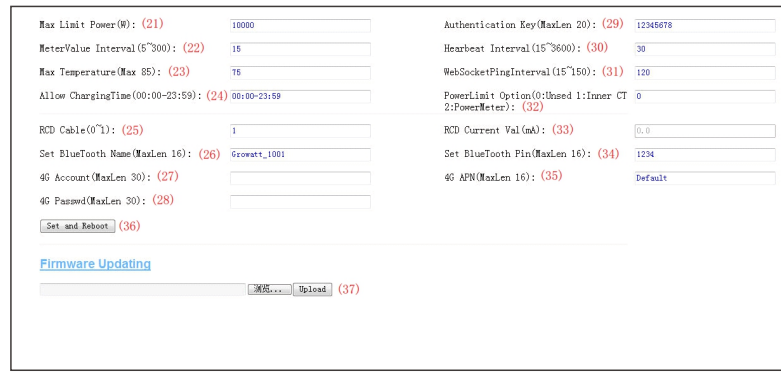 Max Limit Power(W): (21) 10000 Authentication Key(MaxLen 20): (29) 12345678
MeterValue Interval(5~300): (22) 15 Hearbeat Interval(15~3600): (30) 30
Max Temperature(Max 85): (23) 75 WebSocketPingInterval(15~150): (31) 120
Allow ChargingTime(00:00-23:59): (24) 00:00-23:59 PowerLimit Option(0:Unsed 1:Inner CT 0
2:PowerMeter): (32)
RCD Cable(0~1): (25) 1 RCD Current Val(mA): (33) 0.0
Set BlueTooth Name(MaxLen 16): (26) Growatt_1001 Set BlueTooth Pin(MaxLen 16): (34) 1234
4G Account(MaxLen 30): (27) 4G APN(MaxLen 16): (35) Default
4G Passwd(MaxLen 30): (28)
Set and Reboot (36)
Firmware Updating
浏览... Upload (37)